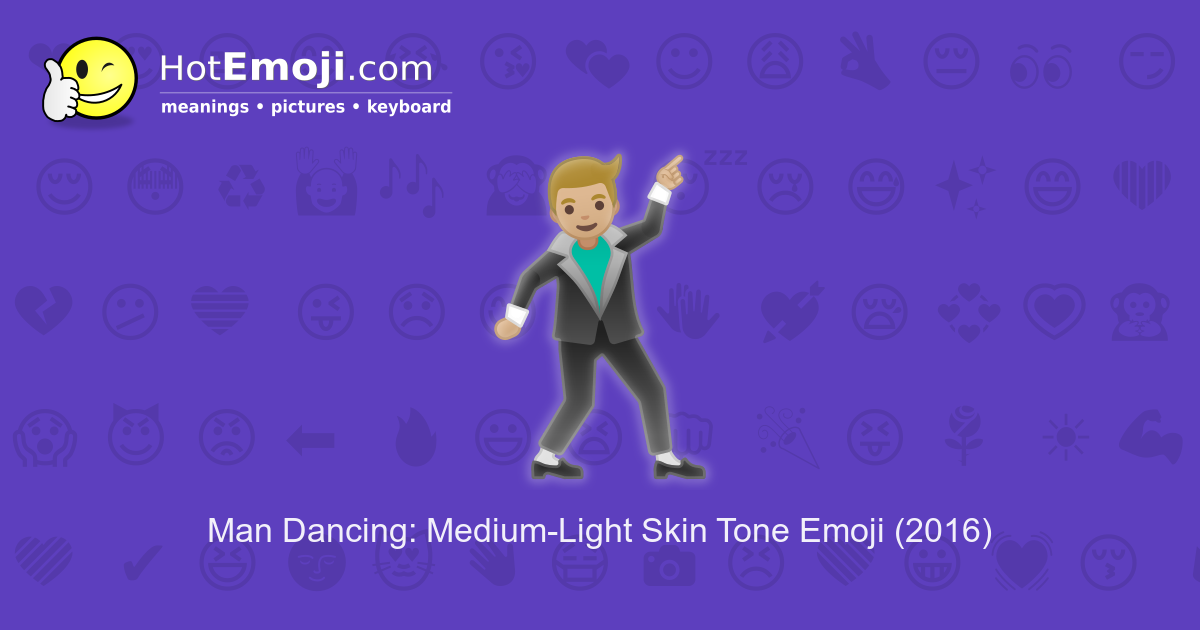 HotEmoji.com
meanings • pictures • keyboard
zzz
Man Dancing: Medium-Light Skin Tone Emoji (2016)